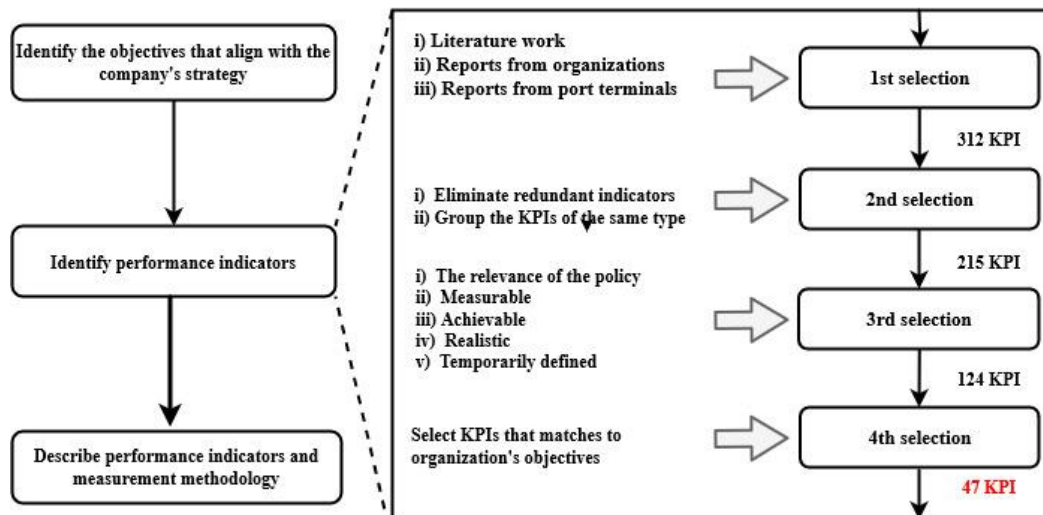 Identify the objectives that align with the
company's strategy
Identify performance indicators
Describe performance indicators and
measurement methodology
i) Literature work
ii) Reports from organizations
iii) Reports from port terminals
1st selection
312 KPI
i) Eliminate redundant indicators
ii) Group the KPIs of the same type
2nd selection
215 KPI
i) The relevance of the policy
ii) Measurable
iii) Achievable
iv) Realistic
v) Temporarily defined
3rd selection
124 KPI
Select KPIs that matches to
organization's objectives
4th selection
47 KPI